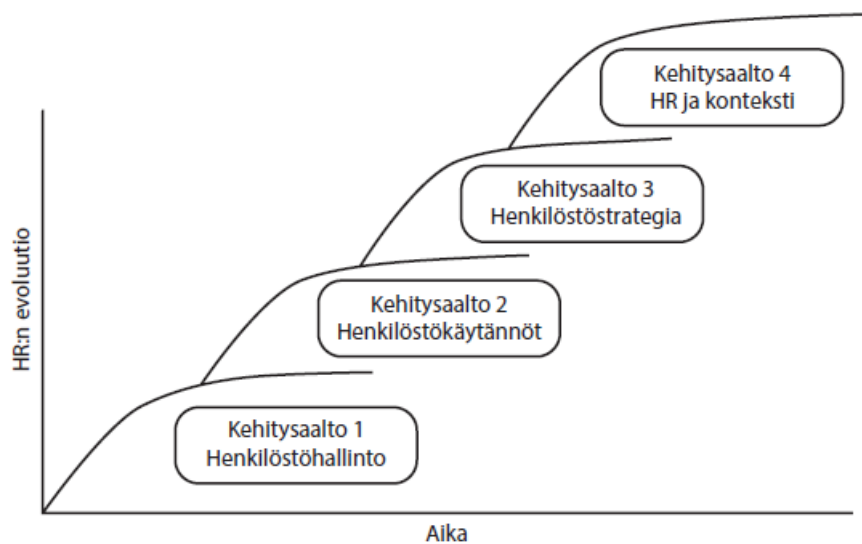 Kehitysaalto 4
HR ja konteksti
Kehitysaalto 3
Henkilöstöstrategia
Kehitysaalto 2
Henkilöstökäytännöt
Kehitysaalto 1
Henkilöstöhallinto
HR:n evoluutio
Aika